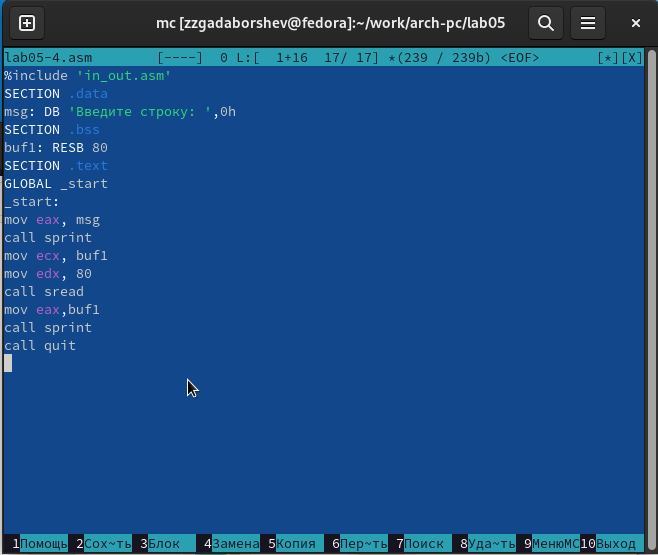 mc [zzgadaborshev@fedora]:~/work/arch-pc/lab05
lab05-4.asm [----] 0 L:[ 1+16 17/ 17] *(239 / 239b) <EOF> [*][X]
%include 'in_out.asm'
SECTION .data
msg: DB 'Введите строку: ',0h
SECTION .bss
buf1: RESB 80
SECTION .text
GLOBAL _start
_start:
mov eax, msg
call sprint
mov ecx, buf1
mov edx, 80
call sread
mov eax,buf1
call sprint
call quit
1Помощь 2Сох~ть 3Блок 4Замена 5Копия 6Пер~ть 7Поиск 8Уда~ть 9МенюMC 10Выход